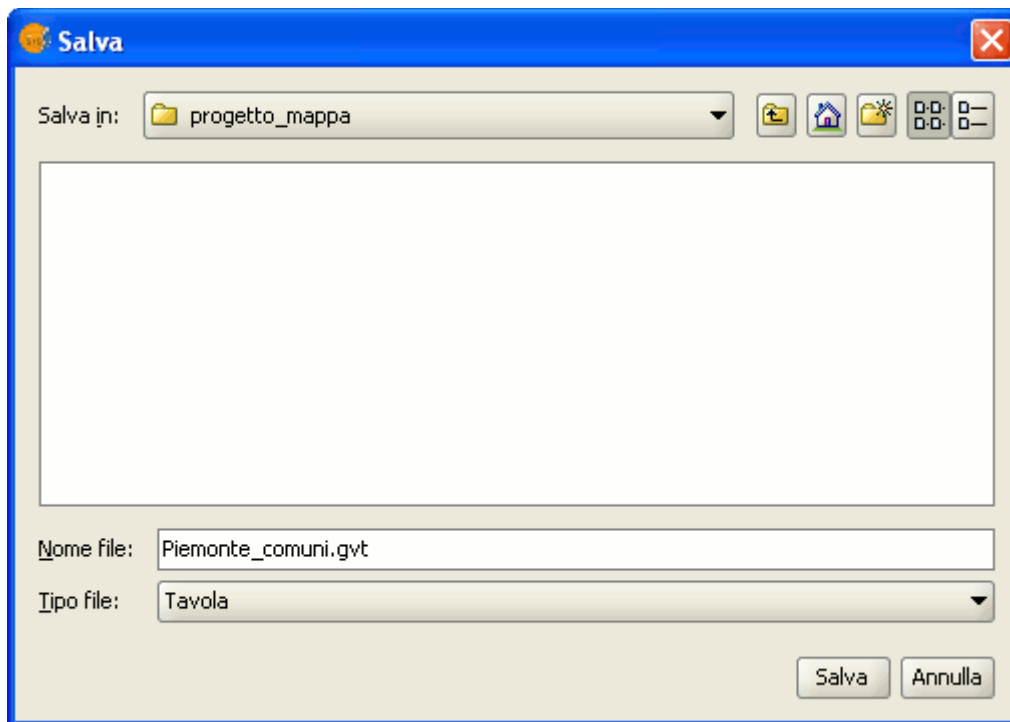 Salva
Salva in: progetto_mappa
Nome file: Piemonte_comuni.gvt
Tipo file: Tavola
Salva Annulla